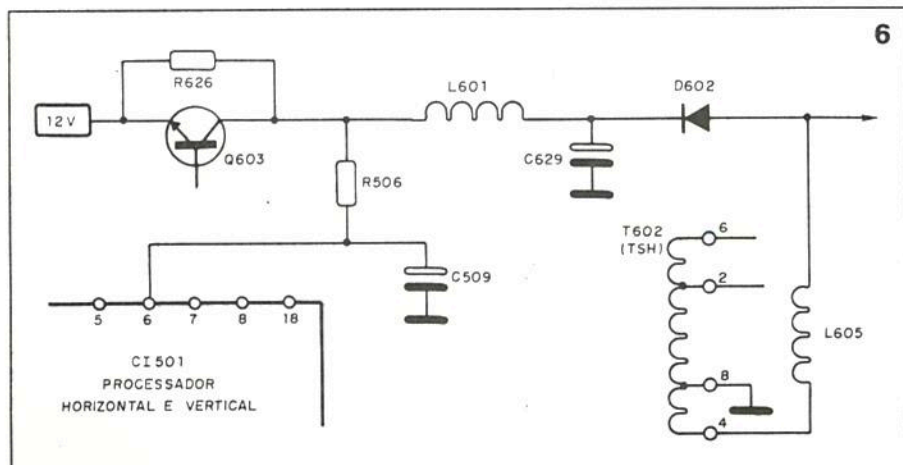 6
R626
12V
Q603
L601
D602
C629
R506
C509
T602
(TSH)
6
2
8
4
L605
5 6 7 8 18
CI501
PROCESSADOR
HORIZONTAL E VERTICAL